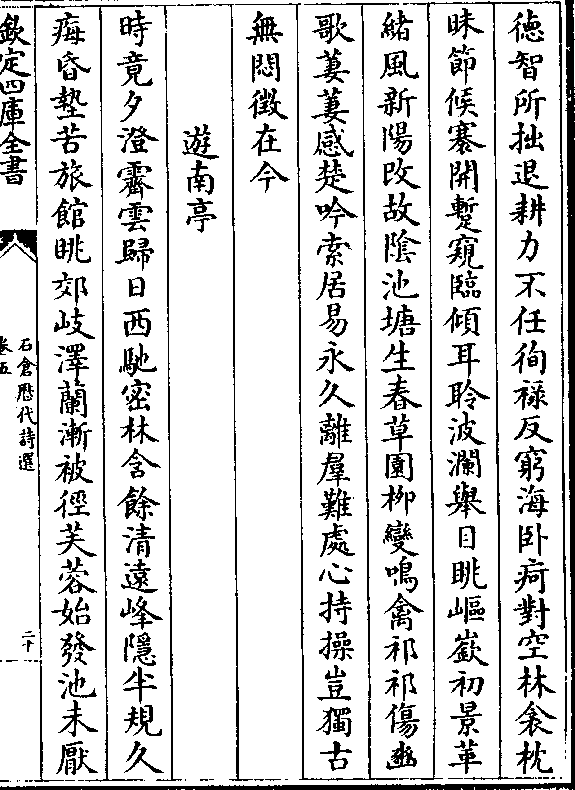 徳智所拙退耕力不任徇禄反窮海卧痾對空林衾枕
昧節候褰開暫窺臨傾耳聆波瀾舉目眺嶇嶔初景革
緒風新陽改故陰池塘生春草園柳變鳴禽祁祁傷豳
歌萋萋感楚吟索居易永久離羣難處心持操豈獨古
無悶徴在今
遊南亭
時竟夕澄霽雲歸日西馳密林含餘清遠峰隱半規久
痗昏墊苦旅館眺郊岐澤蘭漸被徑芙蓉始發池未厭
欽定四庫全書
石倉歴代詩選
卷五
二十